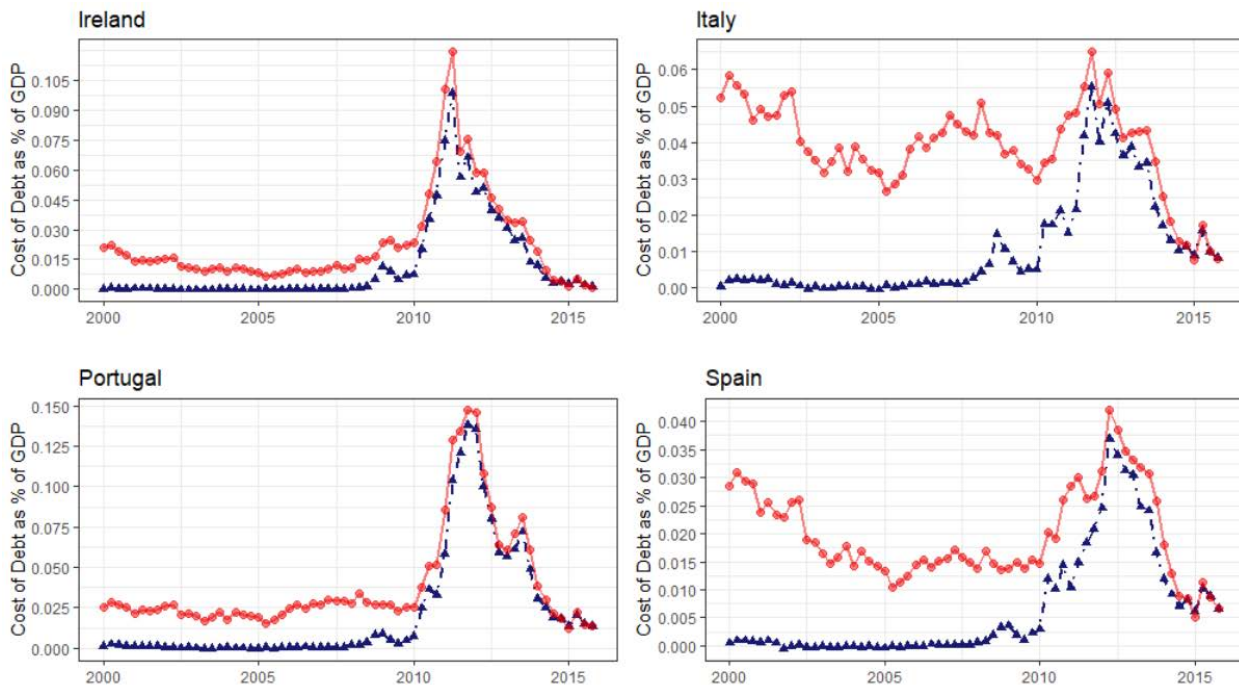 Ireland
Cost of Debt as % of GDP
0.105
0.090
0.075
0.060
0.045
0.030
0.015
0.000
2000 2005 2010 2015
Italy
Cost of Debt as % of GDP
0.06
0.05
0.04
0.03
0.02
0.01
0.00
2000 2005 2010 2015
Portugal
Cost of Debt as % of GDP
0.150
0.125
0.100
0.075
0.050
0.025
0.000
2000 2005 2010 2015
Spain
Cost of Debt as % of GDP
0.040
0.035
0.030
0.025
0.020
0.015
0.010
0.005
0.000
2000 2005 2010 2015